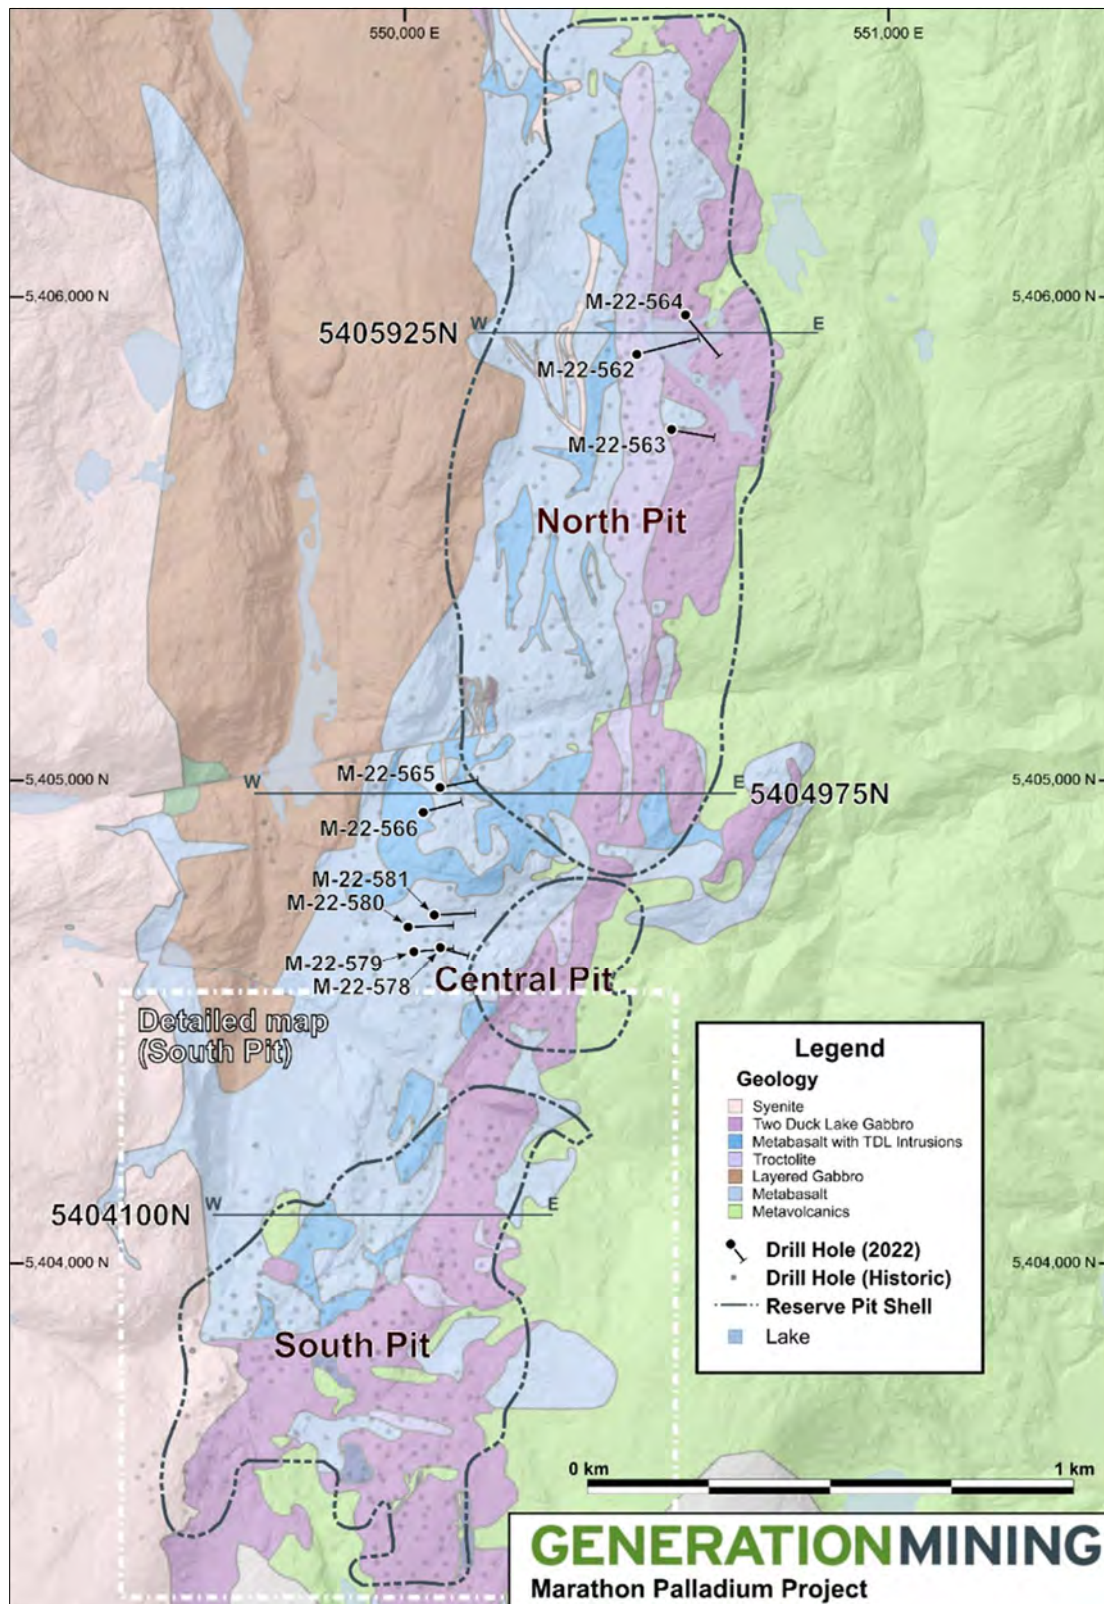 550,000 E
551,000 E
5,406,000 N
5,406,000 N
M-22-564
W
E
5405925N
M-22-562
M-22-563
North Pit
M-22-565
5,405,000 N
5,405,000 N
W
E
5404975N
M-22-566
M-22-581
M-22-580
M-22-579
M-22-578
Central Pit
Detailed map
(South Pit)
Legend
Geology
Syenite
Two Duck Lake Gabbro
Metabasalt with TDL Intrusions
Troctolite
Layered Gabbro
Metabasalt
Metavolcanics
Drill Hole (2022)
Drill Hole (Historic)
Reserve Pit Shell
Lake
W
E
5404100N
5,404,000 N
5,404,000 N
South Pit
0 km
1 km
GENERATIONMINING
Marathon Palladium Project